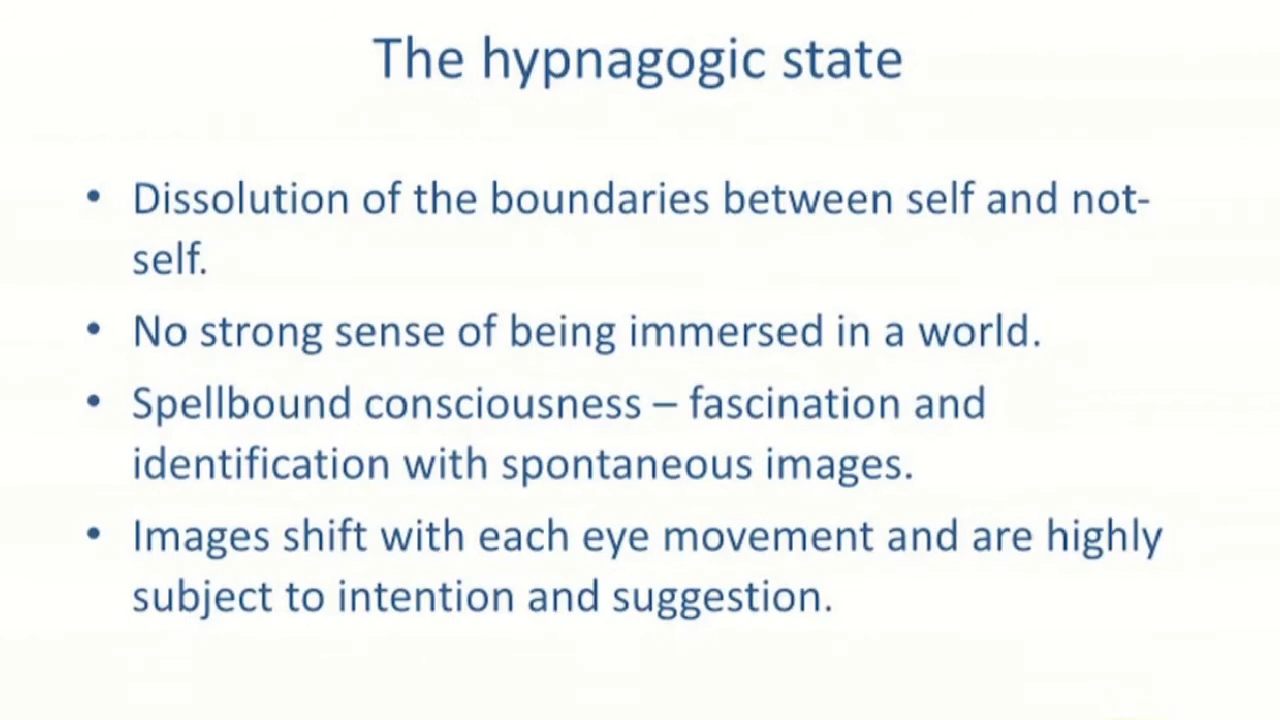 The hypnagogic state
• Dissolution of the boundaries between self and not-
self.
• No strong sense of being immersed in a world.
• Spellbound consciousness – fascination and
identification with spontaneous images.
• Images shift with each eye movement and are highly
subject to intention and suggestion.